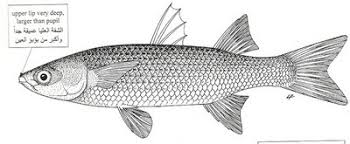 upper lip very deep,
larger than pupil
الشفة العليا عميقة جداً
وأكبر من بؤبؤ العين